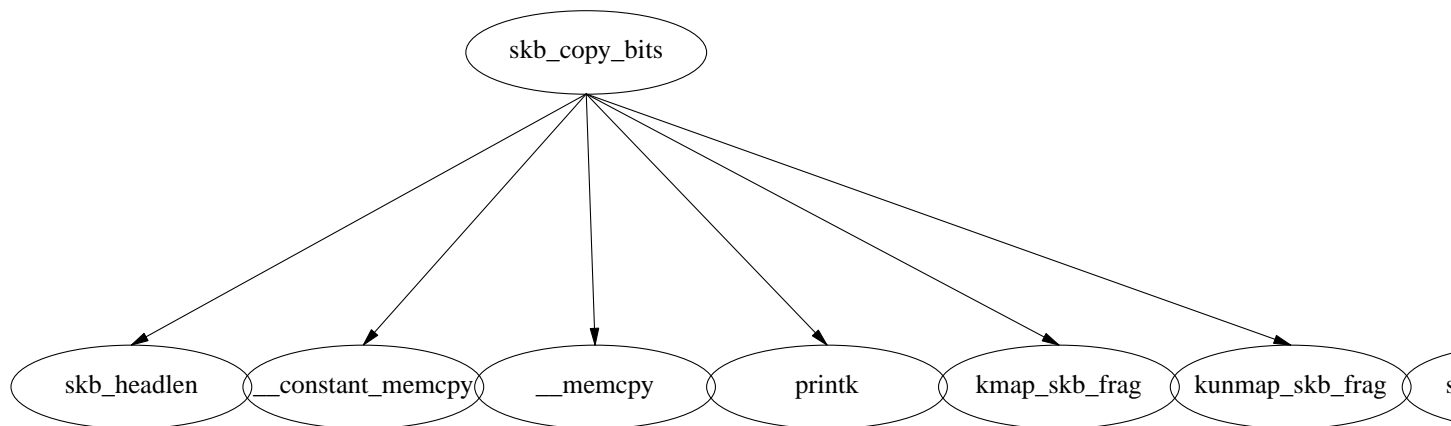 skb_copy_bits
skb_headlen
__constant_memcpy
__memcpy
printk
kmap_skb_frag
kunmap_skb_frag